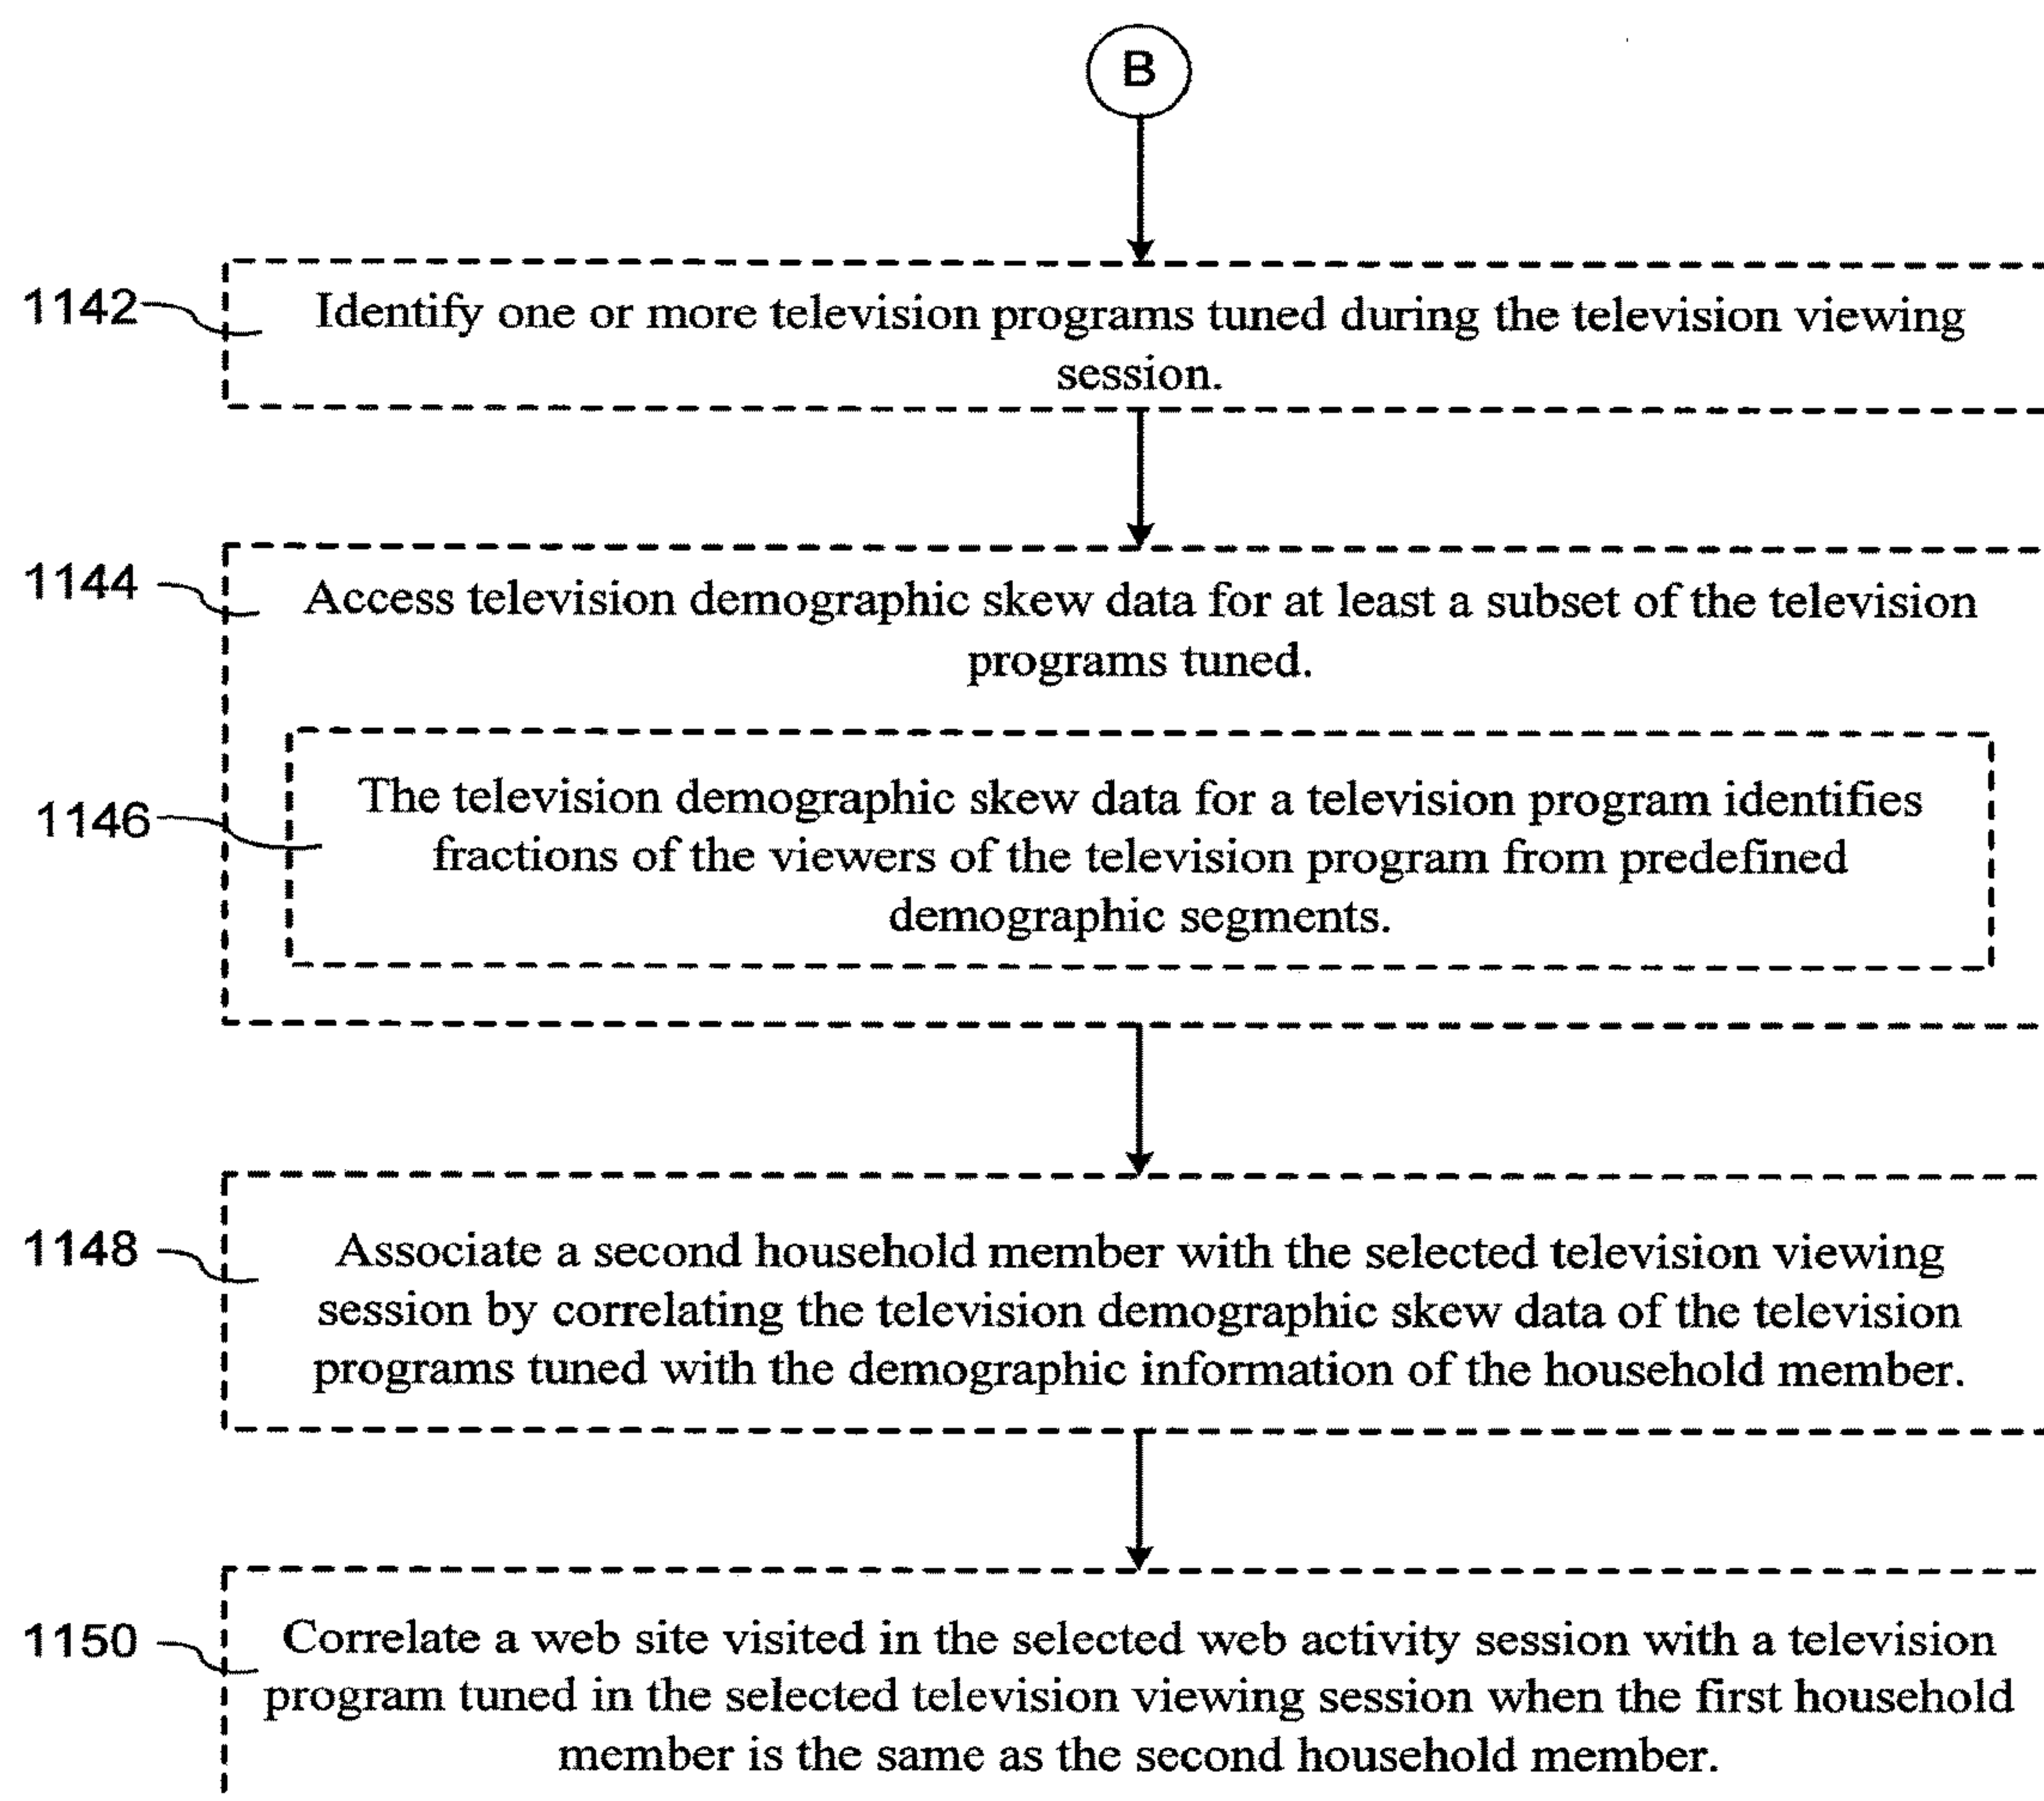 B
1142
Identify one or more television programs tuned during the television viewing
session.
1144
Access television demographic skew data for at least a subset of the television
programs tuned.
1146
The television demographic skew data for a television program identifies
fractions of the viewers of the television program from predefined
demographic segments.
1148
Associate a second household member with the selected television viewing
session by correlating the television demographic skew data of the television
programs tuned with the demographic information of the household member.
1150
Correlate a web site visited in the selected web activity session with a television
program tuned in the selected television viewing session when the first household
member is the same as the second household member.